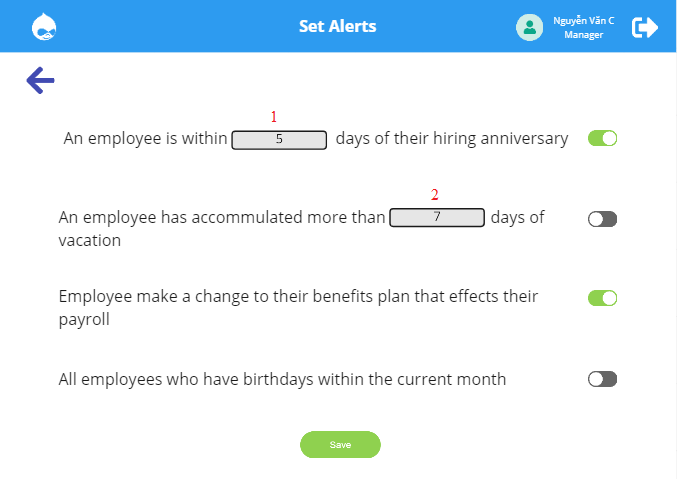 Set Alerts
Nguyễn Văn C
Manager
1
An employee is within 5 days of their hiring anniversary
2
An employee has accommulated more than 7 days of
vacation
Employee make a change to their benefits plan that effects their
payroll
All employees who have birthdays within the current month
Save